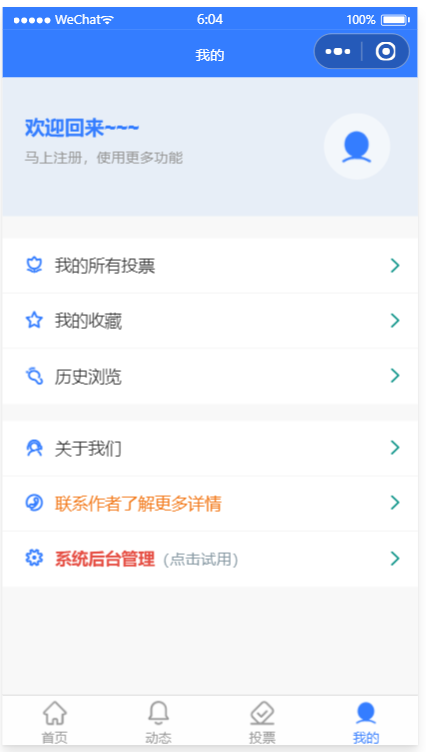 WeChat 6:04 100%
我的
欢迎回来~~~
马上注册，使用更多功能
我的所有投票
我的收藏
历史浏览
关于我们
联系作者了解更多详情
系统后台管理（点击试用）
首页 动态 投票 我的